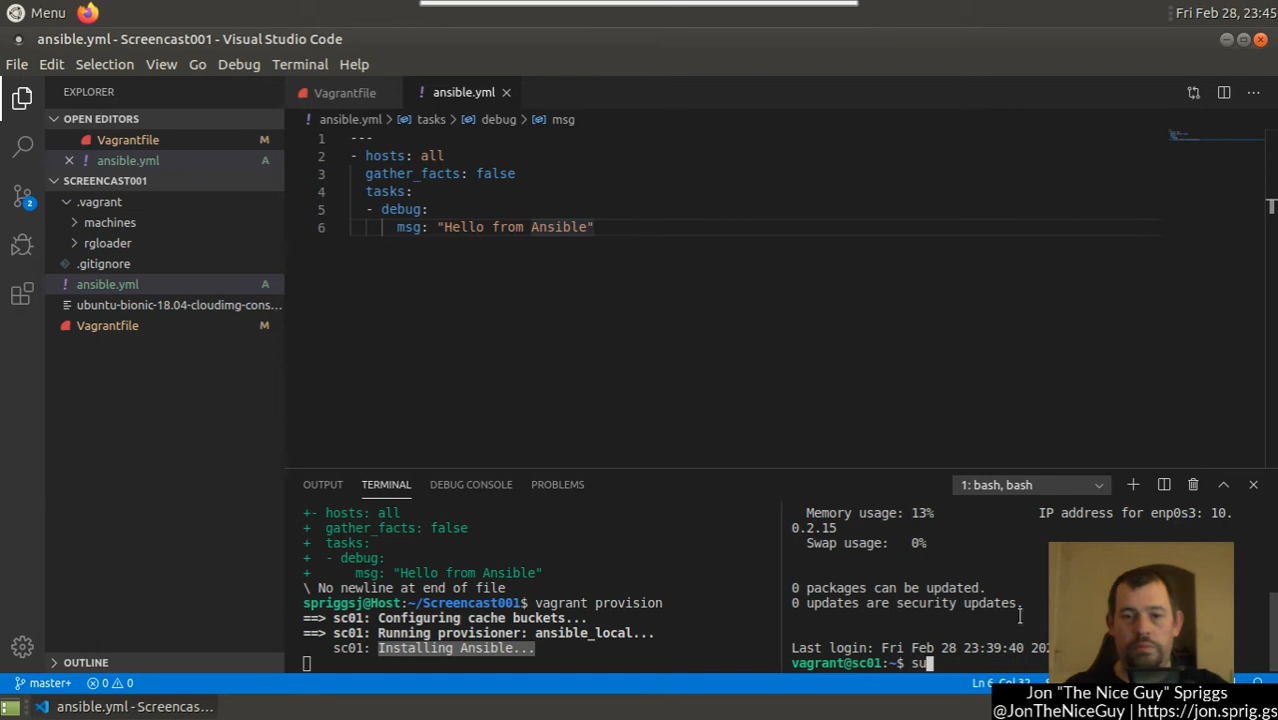 Menu
Fri Feb 28, 23:45
ansible.yml - Screencast001 - Visual Studio Code
File Edit Selection View Go Debug Terminal Help
EXPLORER
OPEN EDITORS
Vagrantfile M
ansible.yml A
SCREENCAST001
.vagrant
machines
rgloader
.gitignore
ansible.yml A
ubuntu-bionic-18.04-cloudimg-cons...
Vagrantfile M
OUTLINE
2
Vagrantfile
ansible.yml
ansible.yml > tasks > debug > msg
1 ---
2 - hosts: all
3 gather_facts: false
4 tasks:
5 - debug:
6 msg: "Hello from Ansible"
OUTPUT TERMINAL DEBUG CONSOLE PROBLEMS
1: bash, bash
+- hosts: all
+ gather_facts: false
+ tasks:
+ - debug:
+ msg: "Hello from Ansible"
\ No newline at end of file
spriggsj@Host:~/Screencast001$ vagrant provision
==> sc01: Configuring cache buckets...
==> sc01: Running provisioner: ansible_local...
sc01: Installing Ansible...
Memory usage: 13% IP address for enp0s3: 10.
0.2.15
Swap usage: 0%
0 packages can be updated.
0 updates are security updates.
Last login: Fri Feb 28 23:39:40 202
vagrant@sc01:~$ su
master+ 0 0
Ln 6, Col 32
Jon "The Nice Guy" Spriggs
@JonTheNiceGuy | https://jon.sprig.gs
ansible.yml - Screencas...